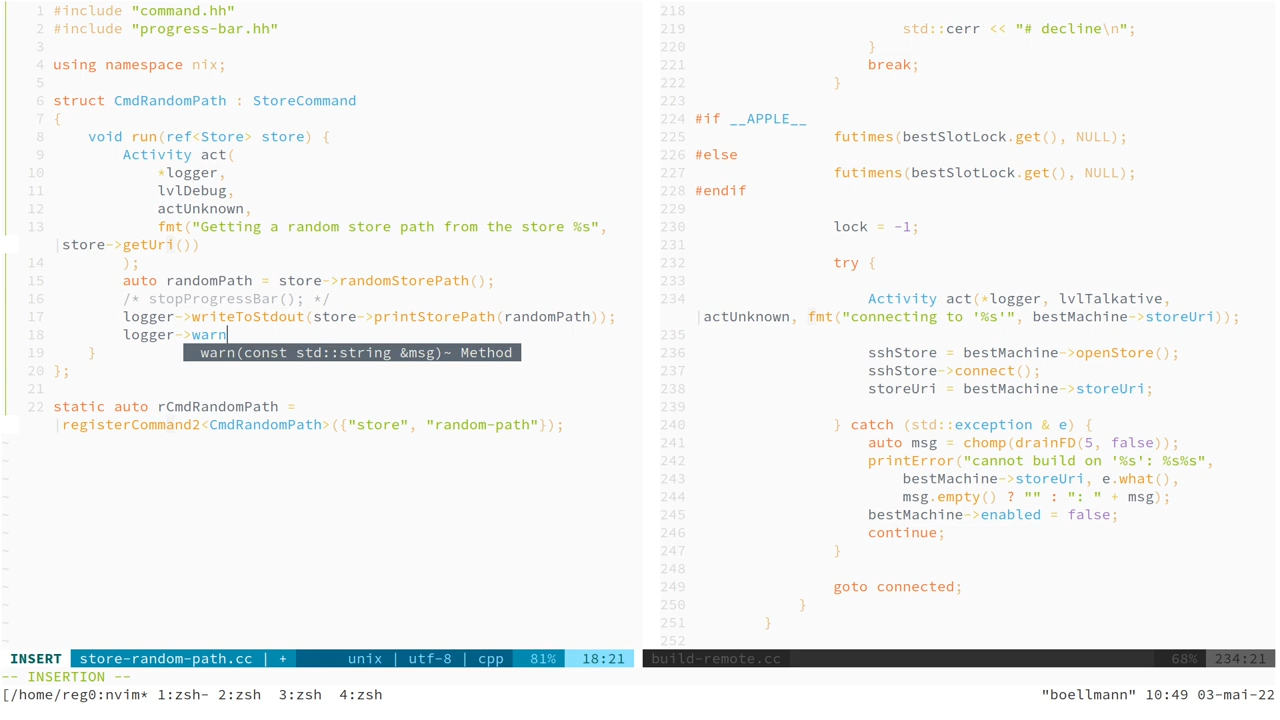 1 #include "command.hh"
2 #include "progress-bar.hh"
3
4 using namespace nix;
5
6 struct CmdRandomPath : StoreCommand
7 {
8     void run(ref<Store> store) {
9         Activity act(
10             *logger,
11             lvlDebug,
12             actUnknown,
13             fmt("Getting a random store path from the store %s",
|store->getUri())
14         );
15         auto randomPath = store->randomStorePath();
16         /* stopProgressBar(); */
17         logger->writeToStdout(store->printStorePath(randomPath));
18         logger->warn
warn(const std::string &msg)~ Method
19     }
20 };
21
22 static auto rCmdRandomPath =
|registerCommand2<CmdRandomPath>({"store", "random-path"});
~
~
~
~
~
~
~
~
~
~
~
~
INSERT store-random-path.cc | + unix | utf-8 | cpp 81% 18:21
218
219                         std::cerr << "# decline\n";
220                     }
221                     break;
222                 }
223
224 #if __APPLE__
225                 futimes(bestSlotLock.get(), NULL);
226 #else
227                 futimens(bestSlotLock.get(), NULL);
228 #endif
229
230                 lock = -1;
231
232                 try {
233
234                     Activity act(*logger, lvlTalkative,
|actUnknown, fmt("connecting to '%s'", bestMachine->storeUri));
235
236                     sshStore = bestMachine->openStore();
237                     sshStore->connect();
238                     storeUri = bestMachine->storeUri;
239
240                 } catch (std::exception & e) {
241                     auto msg = chomp(drainFD(5, false));
242                     printError("cannot build on '%s': %s%s",
243                         bestMachine->storeUri, e.what(),
244                         msg.empty() ? "" : ": " + msg);
245                     bestMachine->enabled = false;
246                     continue;
247                 }
248
249                 goto connected;
250             }
251         }
252
build-remote.cc 68% 234:21
-- INSERTION --
[/home/reg0:nvim* 1:zsh- 2:zsh  3:zsh  4:zsh "boellmann" 10:49 03-mai-22